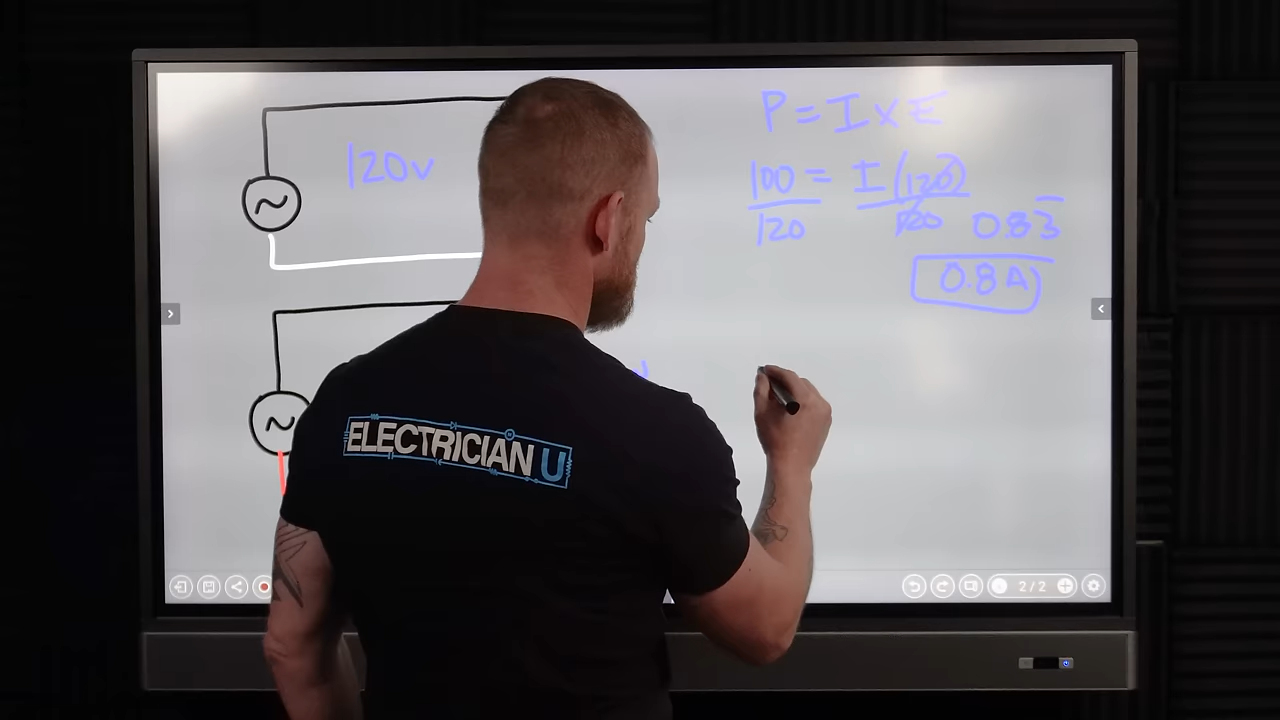 120v
P = I x E
100 = I (120)
120 120
0.83̅
0.8A
ELECTRICIAN U
2/2